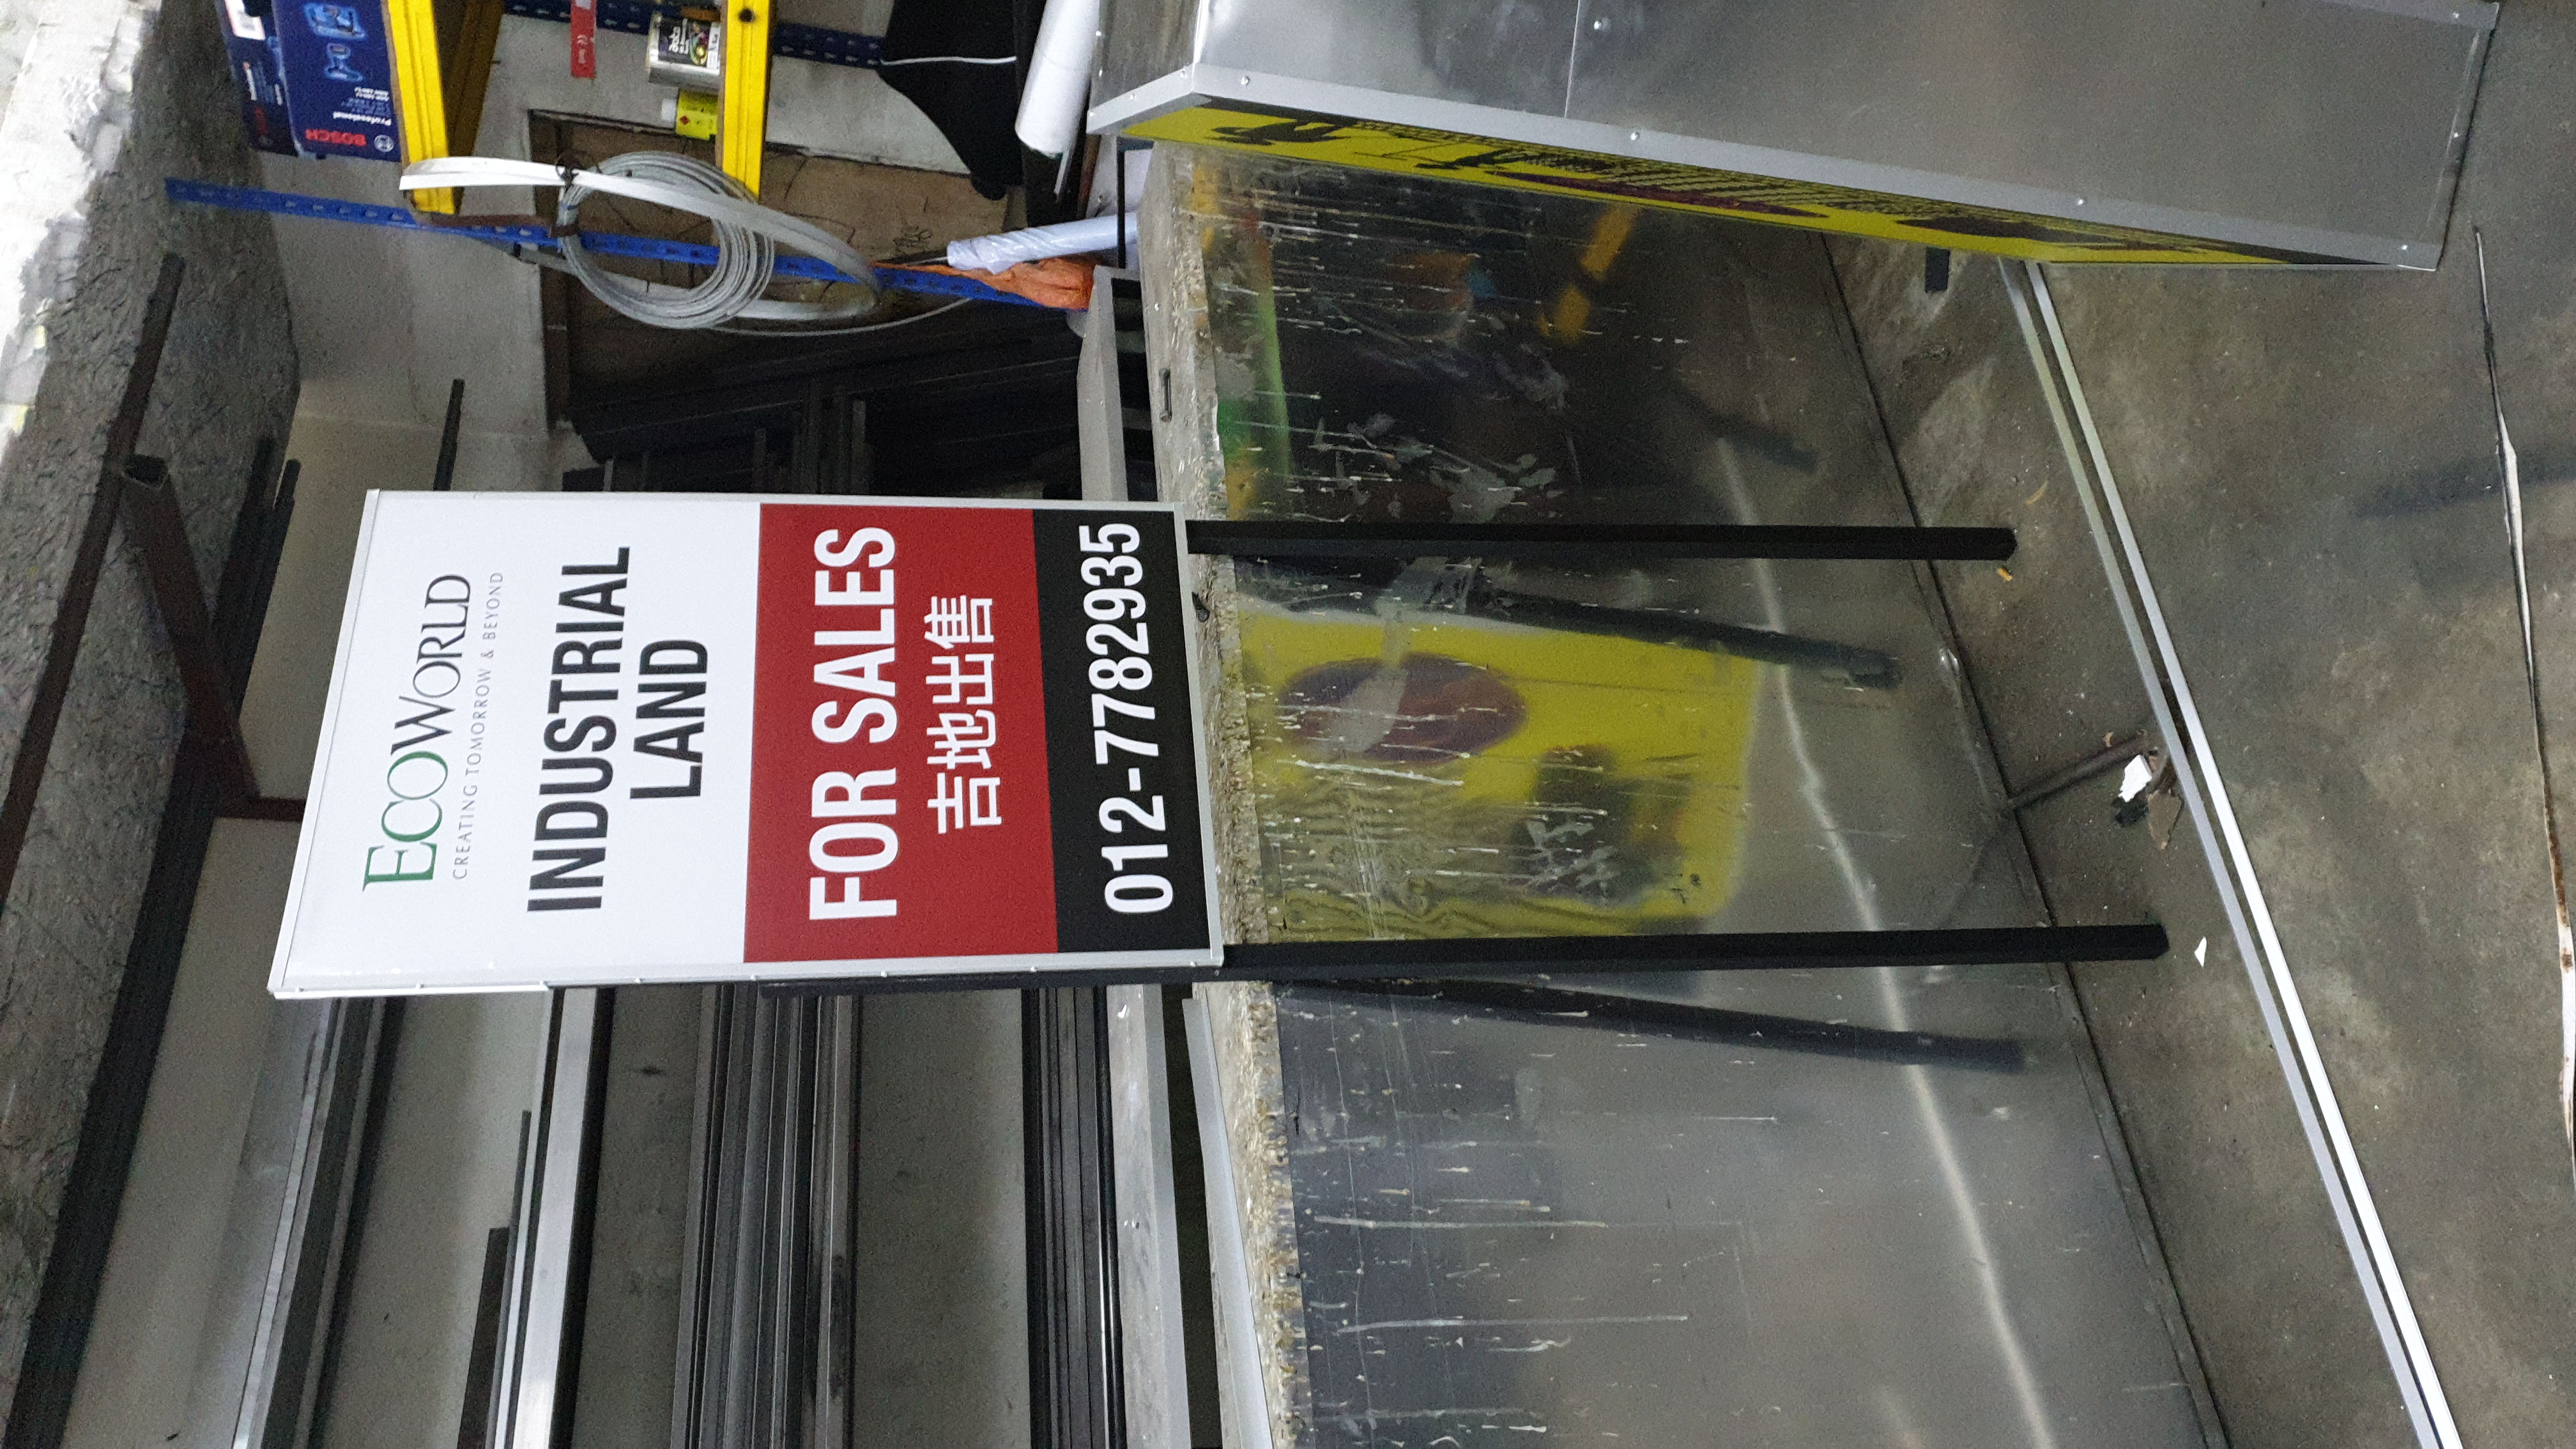 ECOWORLD
CREATING TOMORROW & BEYOND
INDUSTRIAL
LAND
FOR SALES
吉地出售
012-7782935
BOSCH
Professional